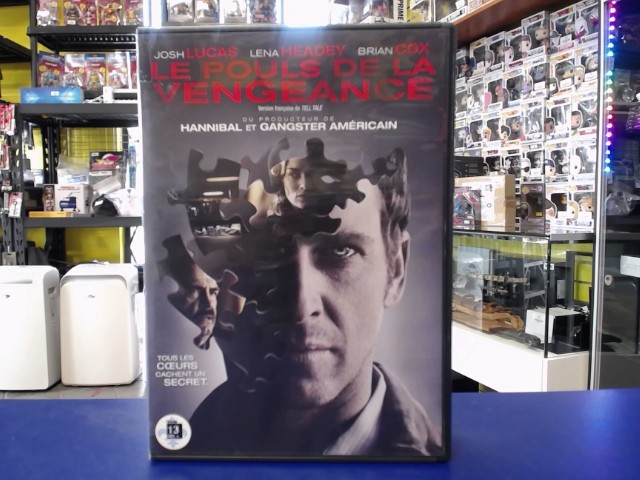 JOSH LUCAS LENA HEADEY BRIAN COX
LE POULS DE LA
VENGEANCE
Version française de TELL TALE
DU PRODUCTEUR DE
HANNIBAL ET GANGSTER AMÉRICAIN
TOUS LES
CŒURS
CACHENT UN
SECRET.
13